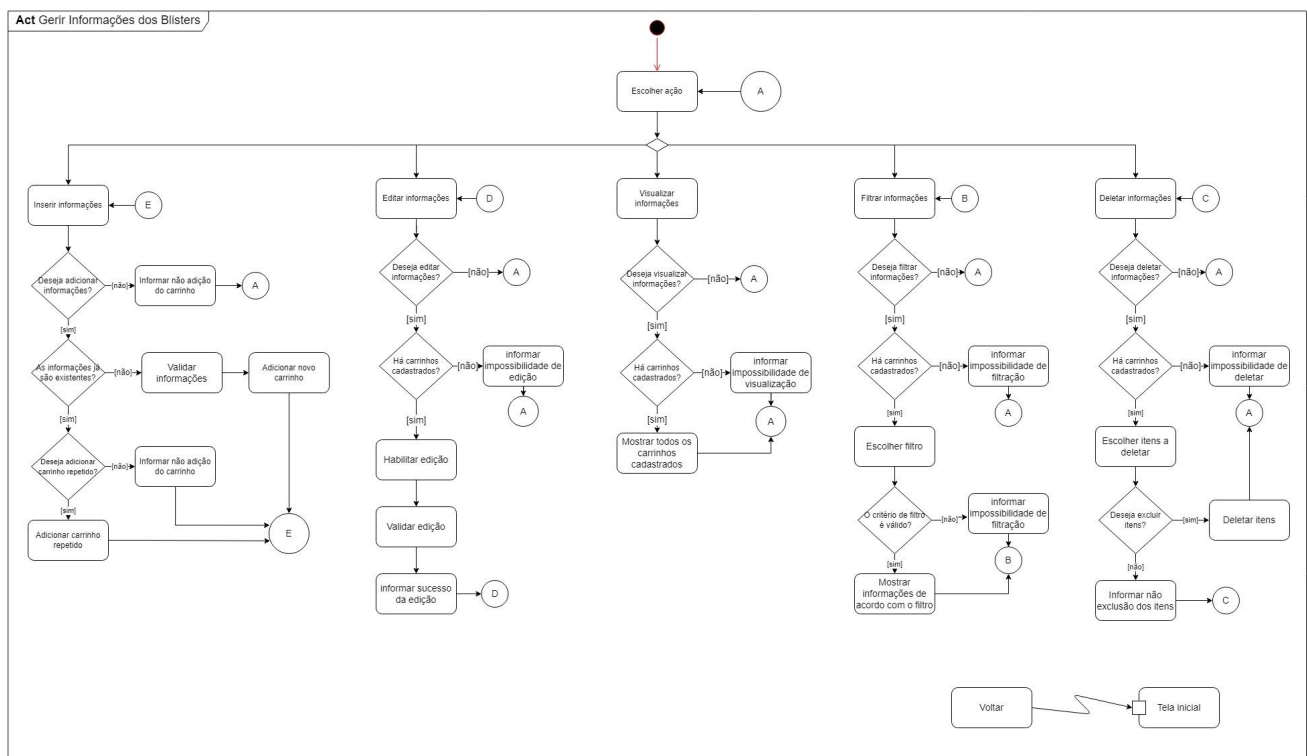 Act Gerir Informações dos Blisters
Escolher ação
A
Inserir informações
E
Deseja adicionar
informações?
[não]
Informar não adição
do carrinho
A
[sim]
As informações já
são existentes?
[não]
Validar
informações
Adicionar novo
carrinho
[sim]
Deseja adicionar
carrinho repetido?
[não]
Informar não adição
do carrinho
[sim]
Adicionar carrinho
repetido
E
Editar informações
D
Deseja editar
informações?
[não]
A
[sim]
Há carrinhos
cadastrados?
[não]
informar
impossibilidade de
edição
A
[sim]
Habilitar edição
Validar edição
informar sucesso
da edição
D
Visualizar
informações
Deseja visualizar
informações?
[não]
A
[sim]
Há carrinhos
cadastrados?
[não]
informar
impossibilidade de
visualização
A
[sim]
Mostrar todos os
carrinhos
cadastrados
Filtrar informações
B
Deseja filtrar
informações?
[não]
A
[sim]
Há carrinhos
cadastrados?
[não]
informar
impossibilidade de
filtração
A
[sim]
Escolher filtro
O critério de filtro
é válido?
[não]
informar
impossibilidade de
filtração
B
[sim]
Mostrar
informações de
acordo com o filtro
Deletar informações
C
Deseja deletar
informações?
[não]
A
[sim]
Há carrinhos
cadastrados?
[não]
informar
impossibilidade de
deletar
A
[sim]
Escolher itens a
deletar
Deseja excluir
itens?
[sim]
Deletar itens
[não]
Informar não
exclusão dos itens
C
Voltar
Tela inicial